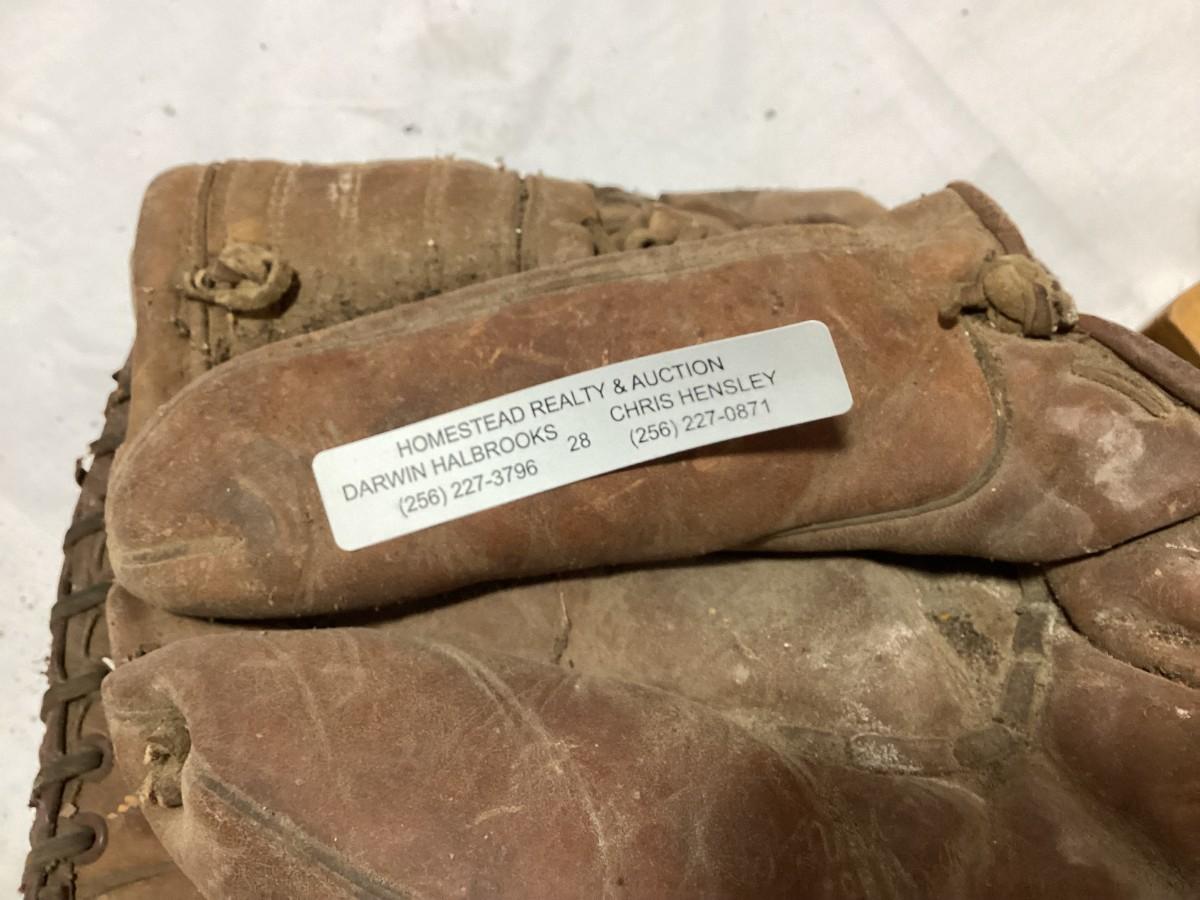 HOMESTEAD REALTY & AUCTION
DARWIN HALBROOKS 28 CHRIS HENSLEY
(256) 227-3796 (256) 227-0871